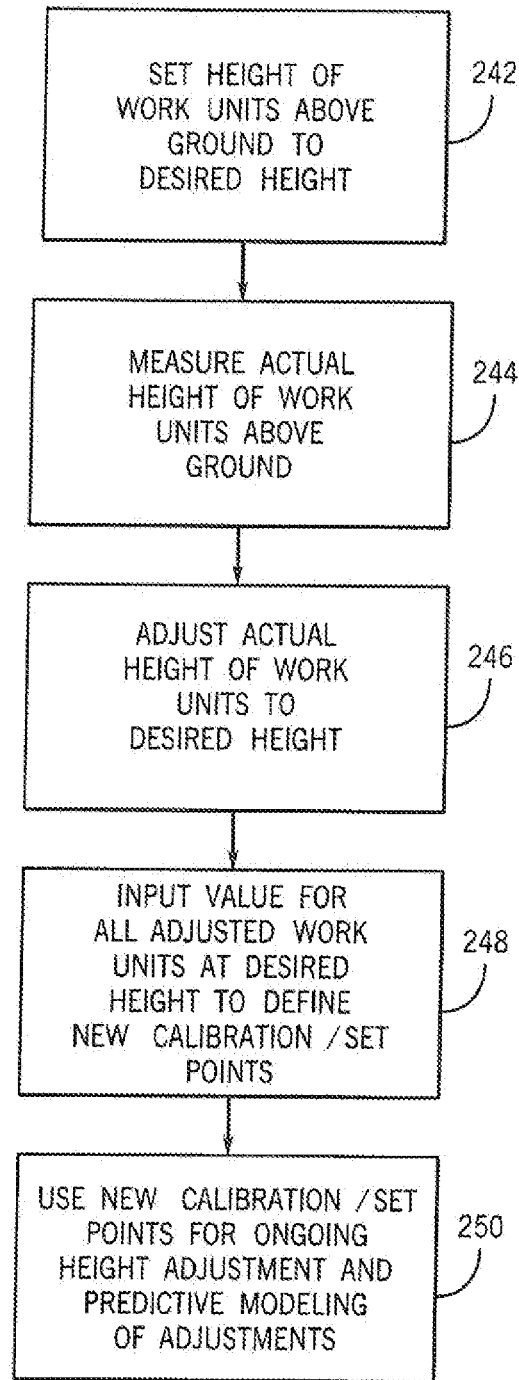 SET HEIGHT OF
WORK UNITS ABOVE
GROUND TO
DESIRED HEIGHT
242
MEASURE ACTUAL
HEIGHT OF WORK
UNITS ABOVE
GROUND
244
ADJUST ACTUAL
HEIGHT OF WORK
UNITS TO
DESIRED HEIGHT
246
INPUT VALUE FOR
ALL ADJUSTED WORK
UNITS AT DESIRED
HEIGHT TO DEFINE
NEW CALIBRATION /SET
POINTS
248
USE NEW CALIBRATION /SET
POINTS FOR ONGOING
HEIGHT ADJUSTMENT AND
PREDICTIVE MODELING
OF ADJUSTMENTS
250